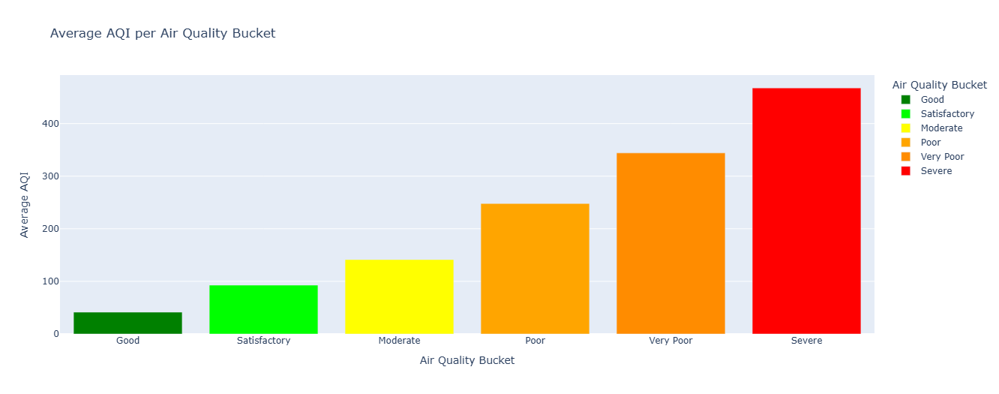 Average AQI per Air Quality Bucket
Average AQI
400
300
200
100
0
Good
Satisfactory
Moderate
Poor
Very Poor
Severe
Air Quality Bucket
Air Quality Bucket
Good
Satisfactory
Moderate
Poor
Very Poor
Severe